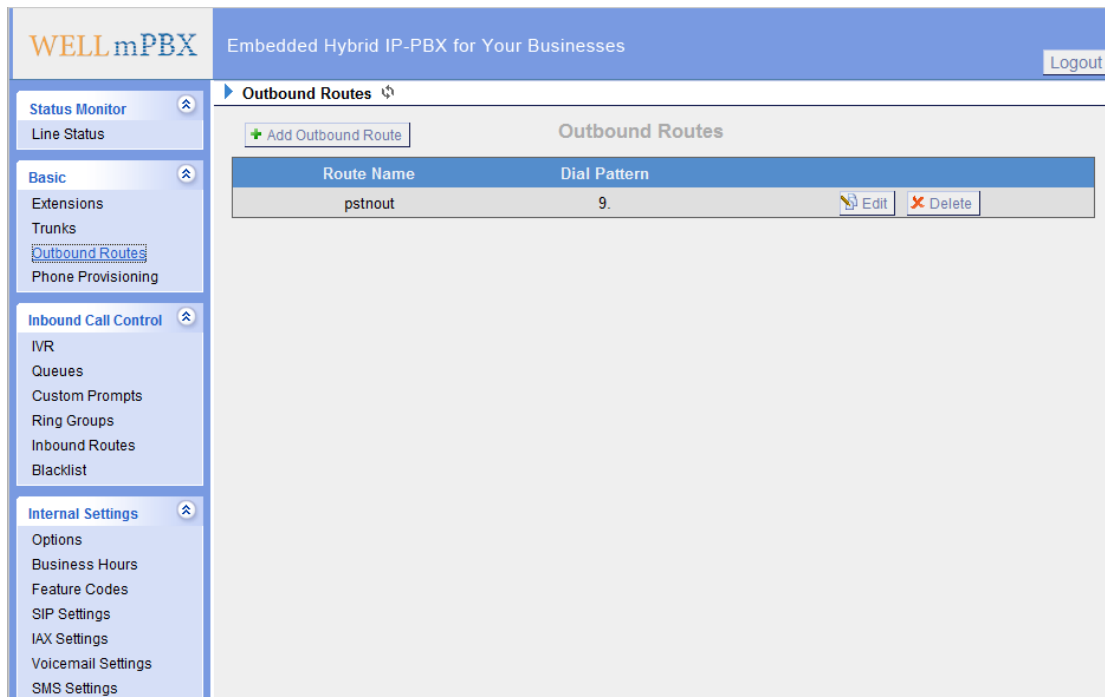 WELL mPBX
Embedded Hybrid IP-PBX for Your Businesses
Logout
Status Monitor
Line Status
Basic
Extensions
Trunks
Outbound Routes
Phone Provisioning
Inbound Call Control
IVR
Queues
Custom Prompts
Ring Groups
Inbound Routes
Blacklist
Internal Settings
Options
Business Hours
Feature Codes
SIP Settings
IAX Settings
Voicemail Settings
SMS Settings
Outbound Routes
Add Outbound Route
Outbound Routes
Route Name Dial Pattern
pstnout 9. Edit Delete